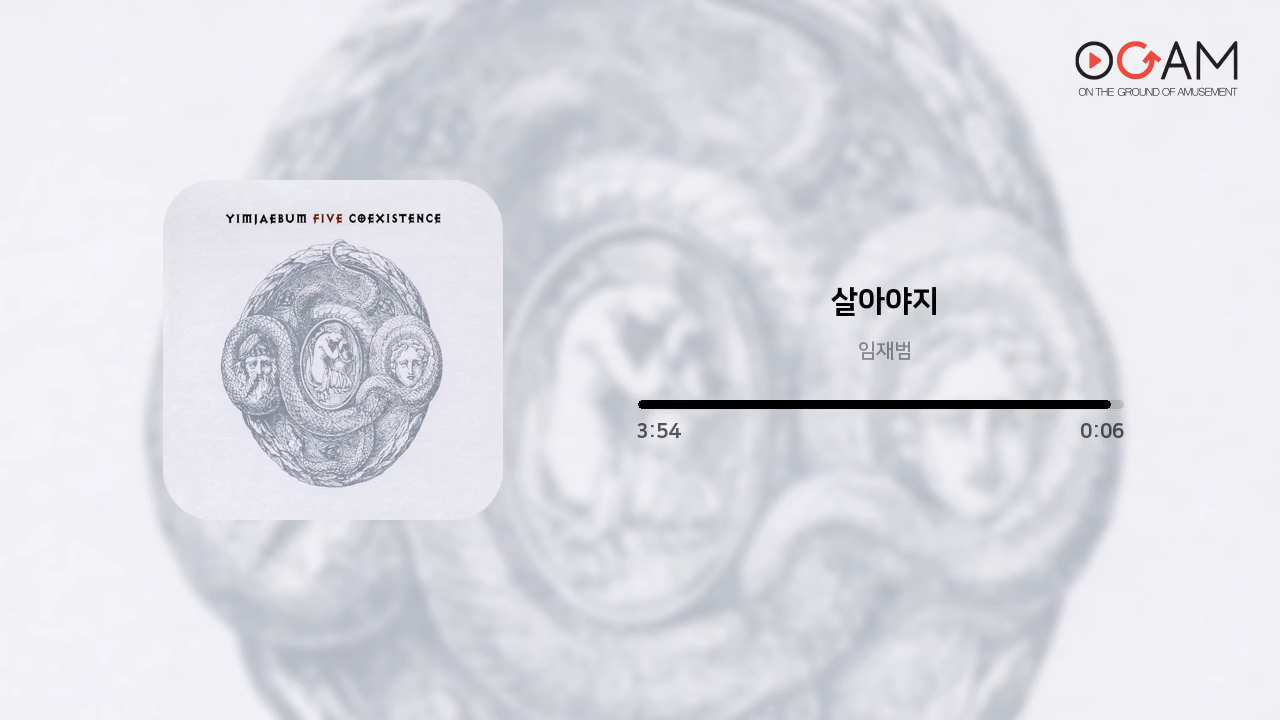 OGAM
ON THE GROUND OF AMUSEMENT
YIMJAEBUM FIVE COEXISTENCE
살아야지
임재범
3:54
0:06